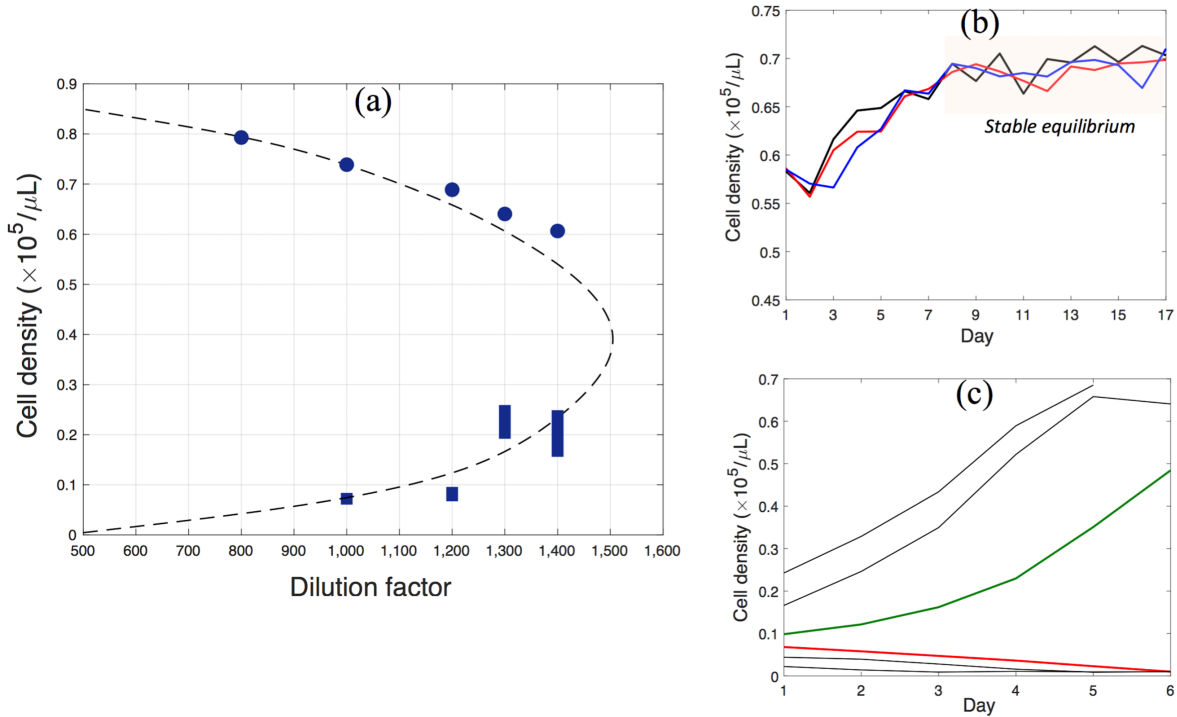 (a)
0.9
0.8
0.7
0.6
0.5
0.4
0.3
0.2
0.1
0
500 600 700 800 900 1,000 1,100 1,200 1,300 1,400 1,500 1,600
Cell density (×10⁵/μL)
Dilution factor
(b)
0.75
0.7
0.65
0.6
0.55
0.5
0.45
1 3 5 7 9 11 13 15 17
Cell density (×10⁵/μL)
Stable equilibrium
Day
(c)
0.7
0.6
0.5
0.4
0.3
0.2
0.1
0
1 2 3 4 5 6
Cell density (×10⁵/μL)
Day